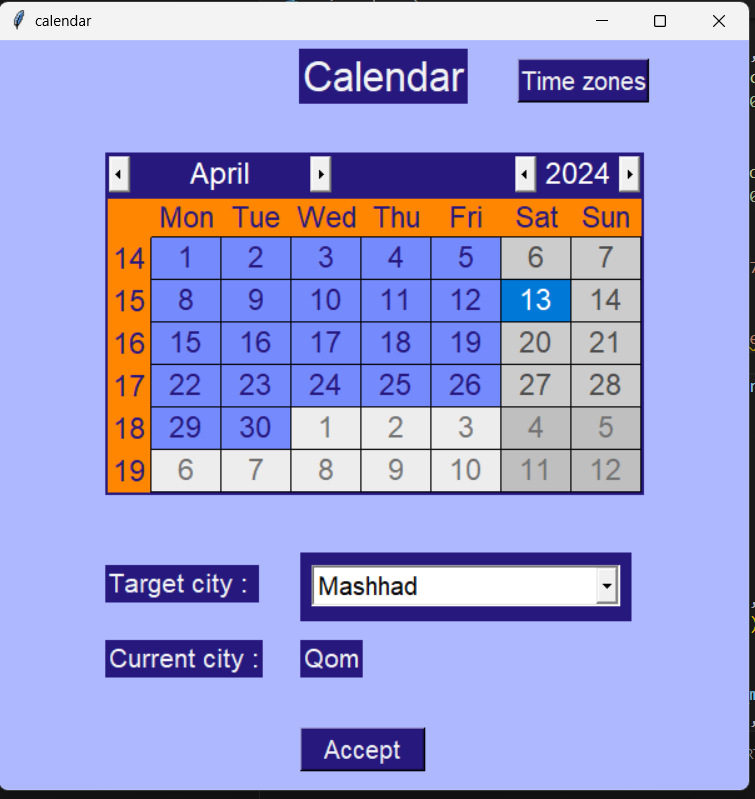 calendar
Calendar
Time zones
April 2024
Mon Tue Wed Thu Fri Sat Sun
14 1 2 3 4 5 6 7
15 8 9 10 11 12 13 14
16 15 16 17 18 19 20 21
17 22 23 24 25 26 27 28
18 29 30 1 2 3 4 5
19 6 7 8 9 10 11 12
Target city : Mashhad
Current city : Qom
Accept